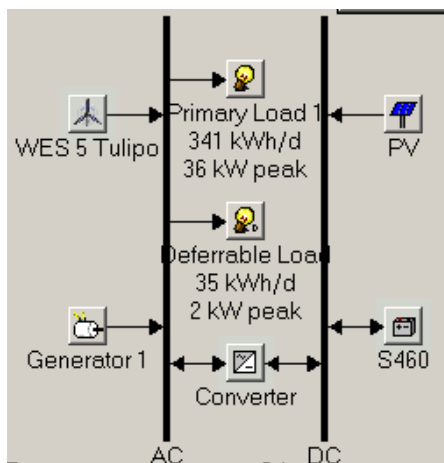 Primary Load 1
341 kWh/d
36 kW peak
WES 5 Tulipo
PV
Deferrable Load
35 kWh/d
2 kW peak
Generator 1
Converter
S460
AC
DC